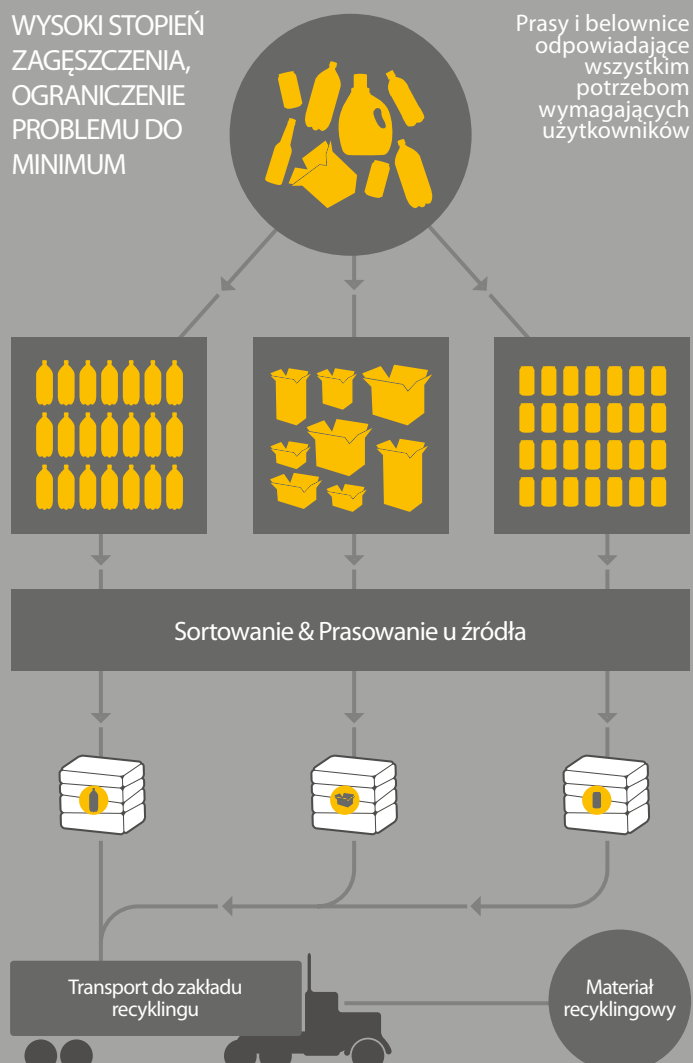 WYSOKI STOPIEŃ
ZAGĘSZCZENIA,
OGRANICZENIE
PROBLEMU DO
MINIMUM
Prasy i belownice
odpowiadające
wszystkim
potrzebom
wymagających
użytkowników
Sortowanie & Prasowanie u źródła
Transport do zakładu
recyklingu
Materiał
recyklingowy